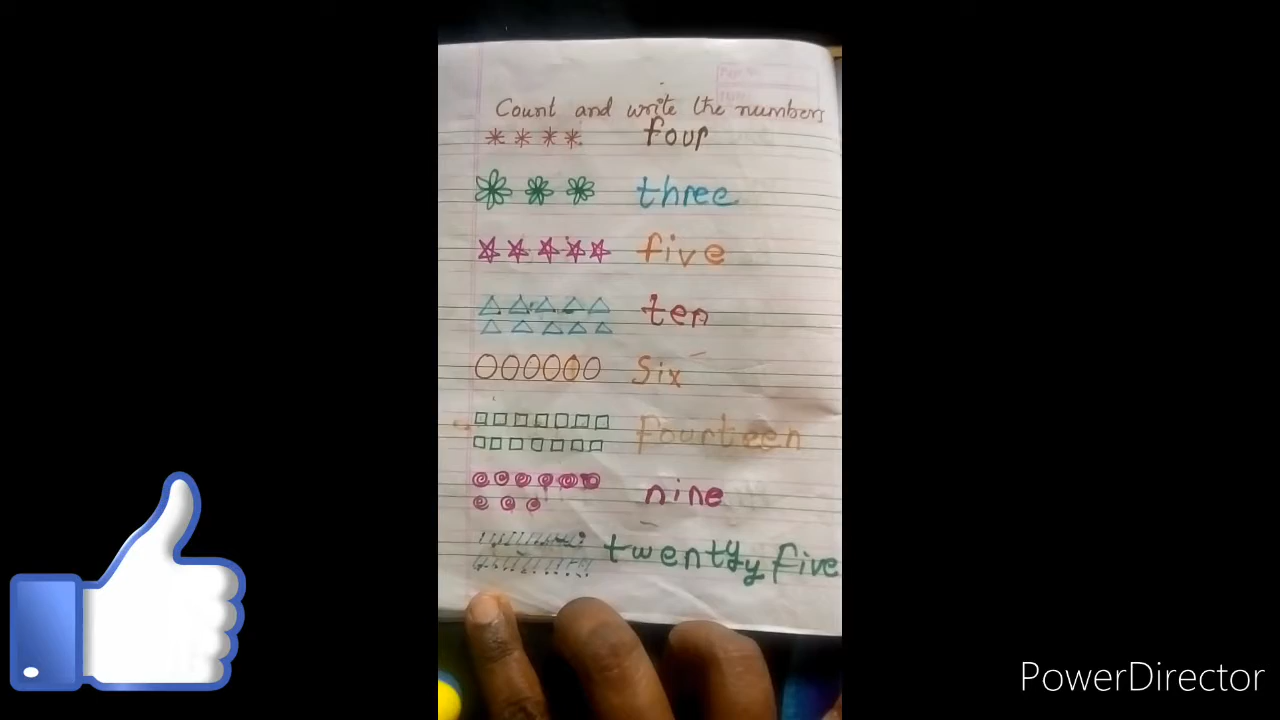 Count and write the numbers
four
three
five
ten
Six
fourteen
nine
twentyy five
PowerDirector